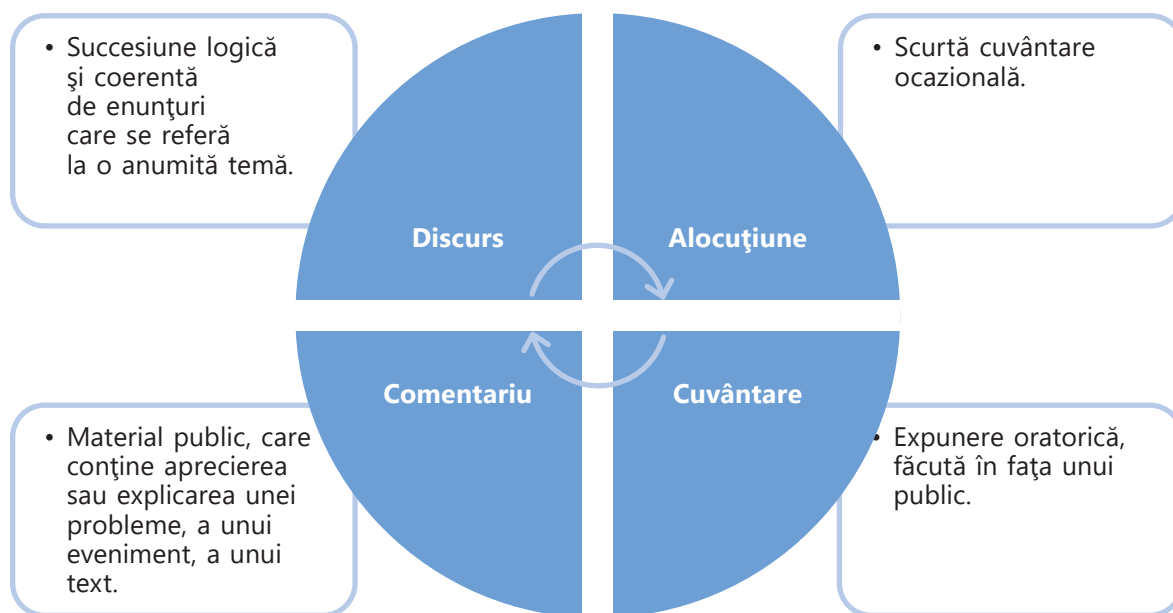 • Succesiune logică
şi coerentă
de enunţuri
care se referă
la o anumită temă.
• Scurtă cuvântare
ocazională.
Discurs
Alocuţiune
Comentariu
Cuvântare
• Material public, care
conţine aprecierea
sau explicarea unei
probleme, a unui
eveniment, a unui
text.
• Expunere oratorică,
făcută în faţa unui
public.